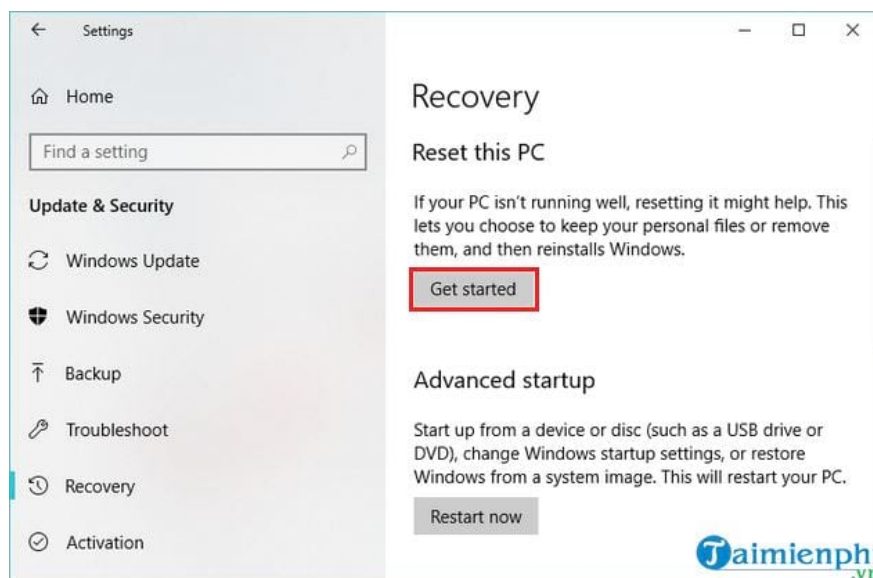 Settings
Home
Find a setting
Update & Security
Windows Update
Windows Security
Backup
Troubleshoot
Recovery
Activation
Recovery
Reset this PC
If your PC isn't running well, resetting it might help. This
lets you choose to keep your personal files or remove
them, and then reinstalls Windows.
Get started
Advanced startup
Start up from a device or disc (such as a USB drive or
DVD), change Windows startup settings, or restore
Windows from a system image. This will restart your PC.
Restart now
Taimienph
.vn